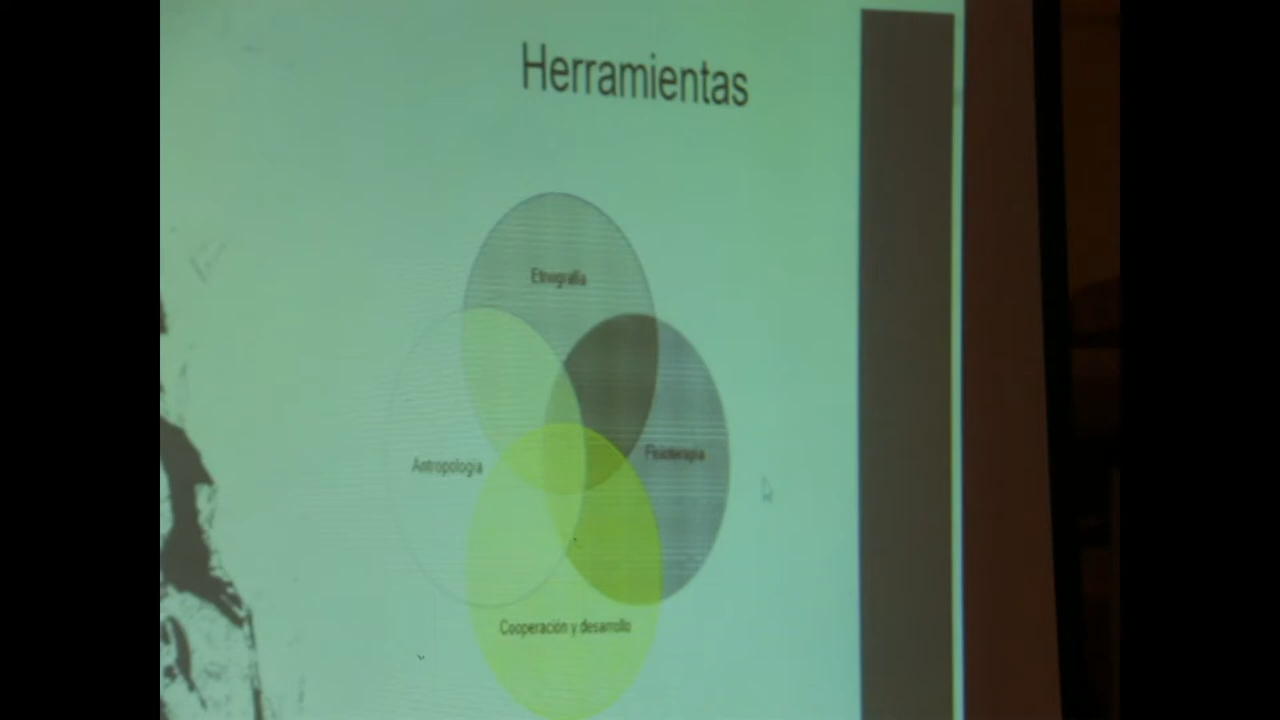 Herramientas
Etnografía
Fisioterapia
Antropología
Cooperación y desarrollo